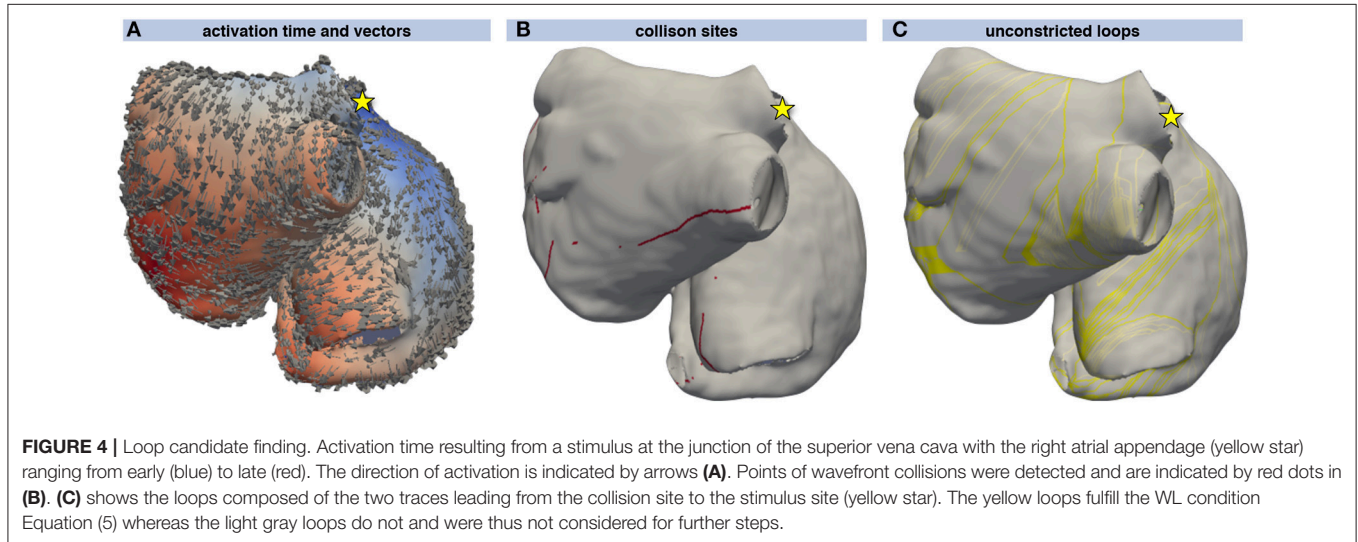 A activation time and vectors
B collison sites
C unconstricted loops
FIGURE 4 | Loop candidate finding. Activation time resulting from a stimulus at the junction of the superior vena cava with the right atrial appendage (yellow star)
ranging from early (blue) to late (red). The direction of activation is indicated by arrows (A). Points of wavefront collisions were detected and are indicated by red dots in
(B). (C) shows the loops composed of the two traces leading from the collision site to the stimulus site (yellow star). The yellow loops fulfill the WL condition
Equation (5) whereas the light gray loops do not and were thus not considered for further steps.